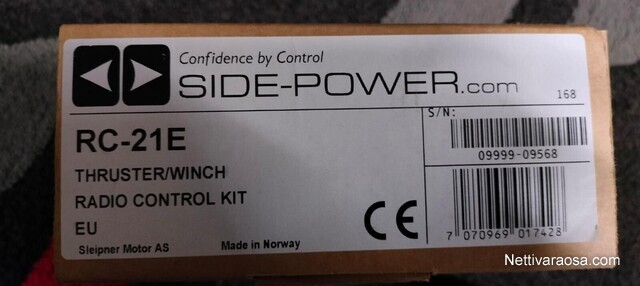 Confidence by Control
SIDE-POWER.com
168
RC-21E
THRUSTER/WINCH
RADIO CONTROL KIT
EU
Sleipner Motor AS
Made in Norway
CE
S/N:
09999-09568
7 070969 017428
Nettivaraosa.com